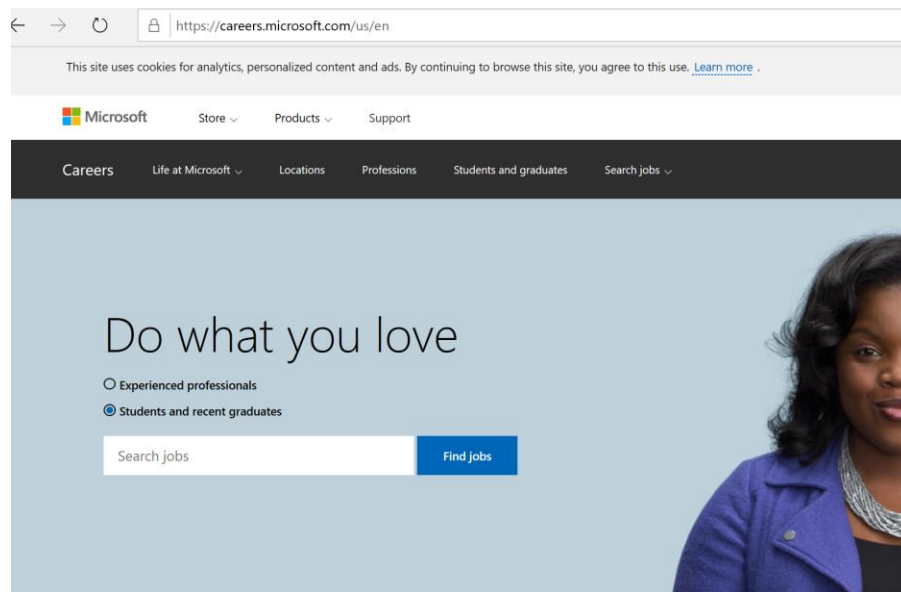 https://careers.microsoft.com/us/en
This site uses cookies for analytics, personalized content and ads. By continuing to browse this site, you agree to this use. Learn more .
Microsoft Store Products Support
Careers Life at Microsoft Locations Professions Students and graduates Search jobs
Do what you love
Experienced professionals
Students and recent graduates
Search jobs Find jobs